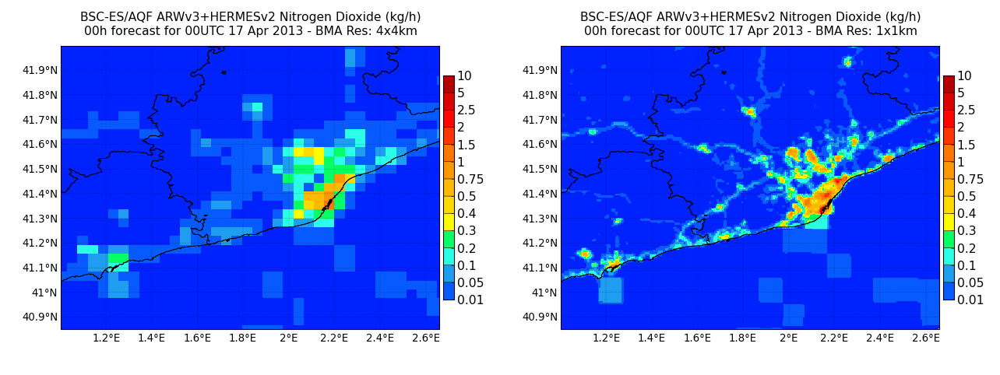 BSC-ES/AQF ARWv3+HERMESv2 Nitrogen Dioxide (kg/h)
00h forecast for 00UTC 17 Apr 2013 - BMA Res: 4x4km
41.9°N
41.8°N
41.7°N
41.6°N
41.5°N
41.4°N
41.3°N
41.2°N
41.1°N
41°N
40.9°N
1.2°E 1.4°E 1.6°E 1.8°E 2°E 2.2°E 2.4°E 2.6°E
10
5
2.5
2
1.5
1
0.75
0.5
0.4
0.3
0.2
0.1
0.05
0.01
BSC-ES/AQF ARWv3+HERMESv2 Nitrogen Dioxide (kg/h)
00h forecast for 00UTC 17 Apr 2013 - BMA Res: 1x1km
41.9°N
41.8°N
41.7°N
41.6°N
41.5°N
41.4°N
41.3°N
41.2°N
41.1°N
41°N
40.9°N
1.2°E 1.4°E 1.6°E 1.8°E 2°E 2.2°E 2.4°E 2.6°E
10
5
2.5
2
1.5
1
0.75
0.5
0.4
0.3
0.2
0.1
0.05
0.01